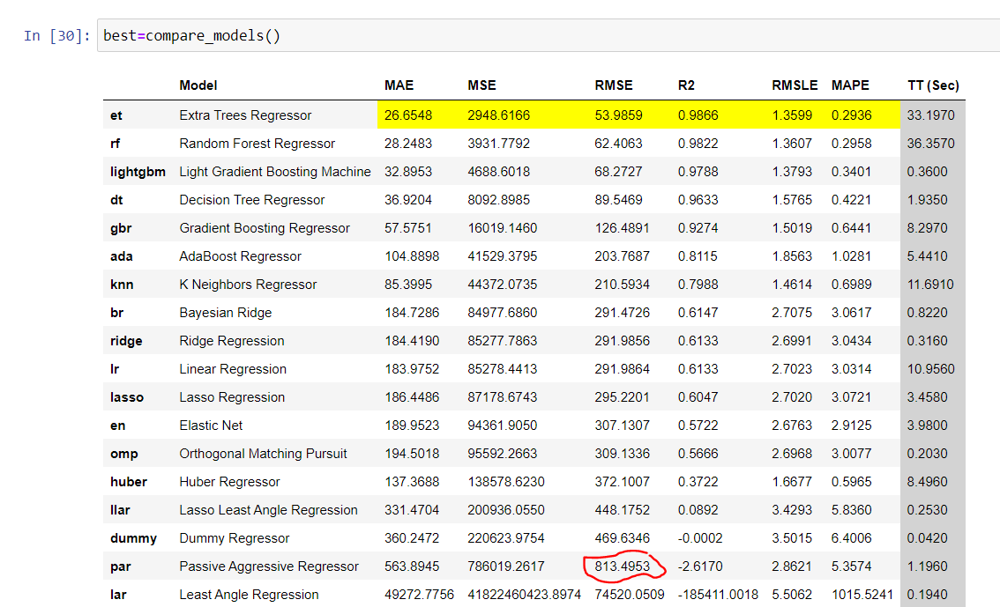 In [30]: best=compare_models()
Model MAE MSE RMSE R2 RMSLE MAPE TT (Sec)
et Extra Trees Regressor 26.6548 2948.6166 53.9859 0.9866 1.3599 0.2936 33.1970
rf Random Forest Regressor 28.2483 3931.7792 62.4063 0.9822 1.3607 0.2958 36.3570
lightgbm Light Gradient Boosting Machine 32.8953 4688.6018 68.2727 0.9788 1.3793 0.3401 0.3600
dt Decision Tree Regressor 36.9204 8092.8985 89.5469 0.9633 1.5765 0.4221 1.9350
gbr Gradient Boosting Regressor 57.5751 16019.1460 126.4891 0.9274 1.5019 0.6441 8.2970
ada AdaBoost Regressor 104.8898 41529.3795 203.7687 0.8115 1.8563 1.0281 5.4410
knn K Neighbors Regressor 85.3995 44372.0735 210.5934 0.7988 1.4614 0.6989 11.6910
br Bayesian Ridge 184.7286 84977.6860 291.4726 0.6147 2.7075 3.0617 0.8220
ridge Ridge Regression 184.4190 85277.7863 291.9856 0.6133 2.6991 3.0434 0.3160
lr Linear Regression 183.9752 85278.4413 291.9864 0.6133 2.7023 3.0314 10.9560
lasso Lasso Regression 186.4486 87178.6743 295.2201 0.6047 2.7020 3.0721 3.4580
en Elastic Net 189.9523 94361.9050 307.1307 0.5722 2.6763 2.9125 3.9800
omp Orthogonal Matching Pursuit 194.5018 95592.2663 309.1336 0.5666 2.6968 3.0077 0.2030
huber Huber Regressor 137.3688 138578.6230 372.1007 0.3722 1.6677 0.5965 8.4960
llar Lasso Least Angle Regression 331.4704 200936.0550 448.1752 0.0892 3.4293 5.8360 0.2530
dummy Dummy Regressor 360.2472 220623.9754 469.6346 -0.0002 3.5015 6.4006 0.0420
par Passive Aggressive Regressor 563.8945 786019.2617 813.4953 -2.6170 2.8621 5.3574 1.1960
lar Least Angle Regression 49272.7756 41822460423.8974 74520.0509 -185411.0018 5.5062 1015.5241 0.1940